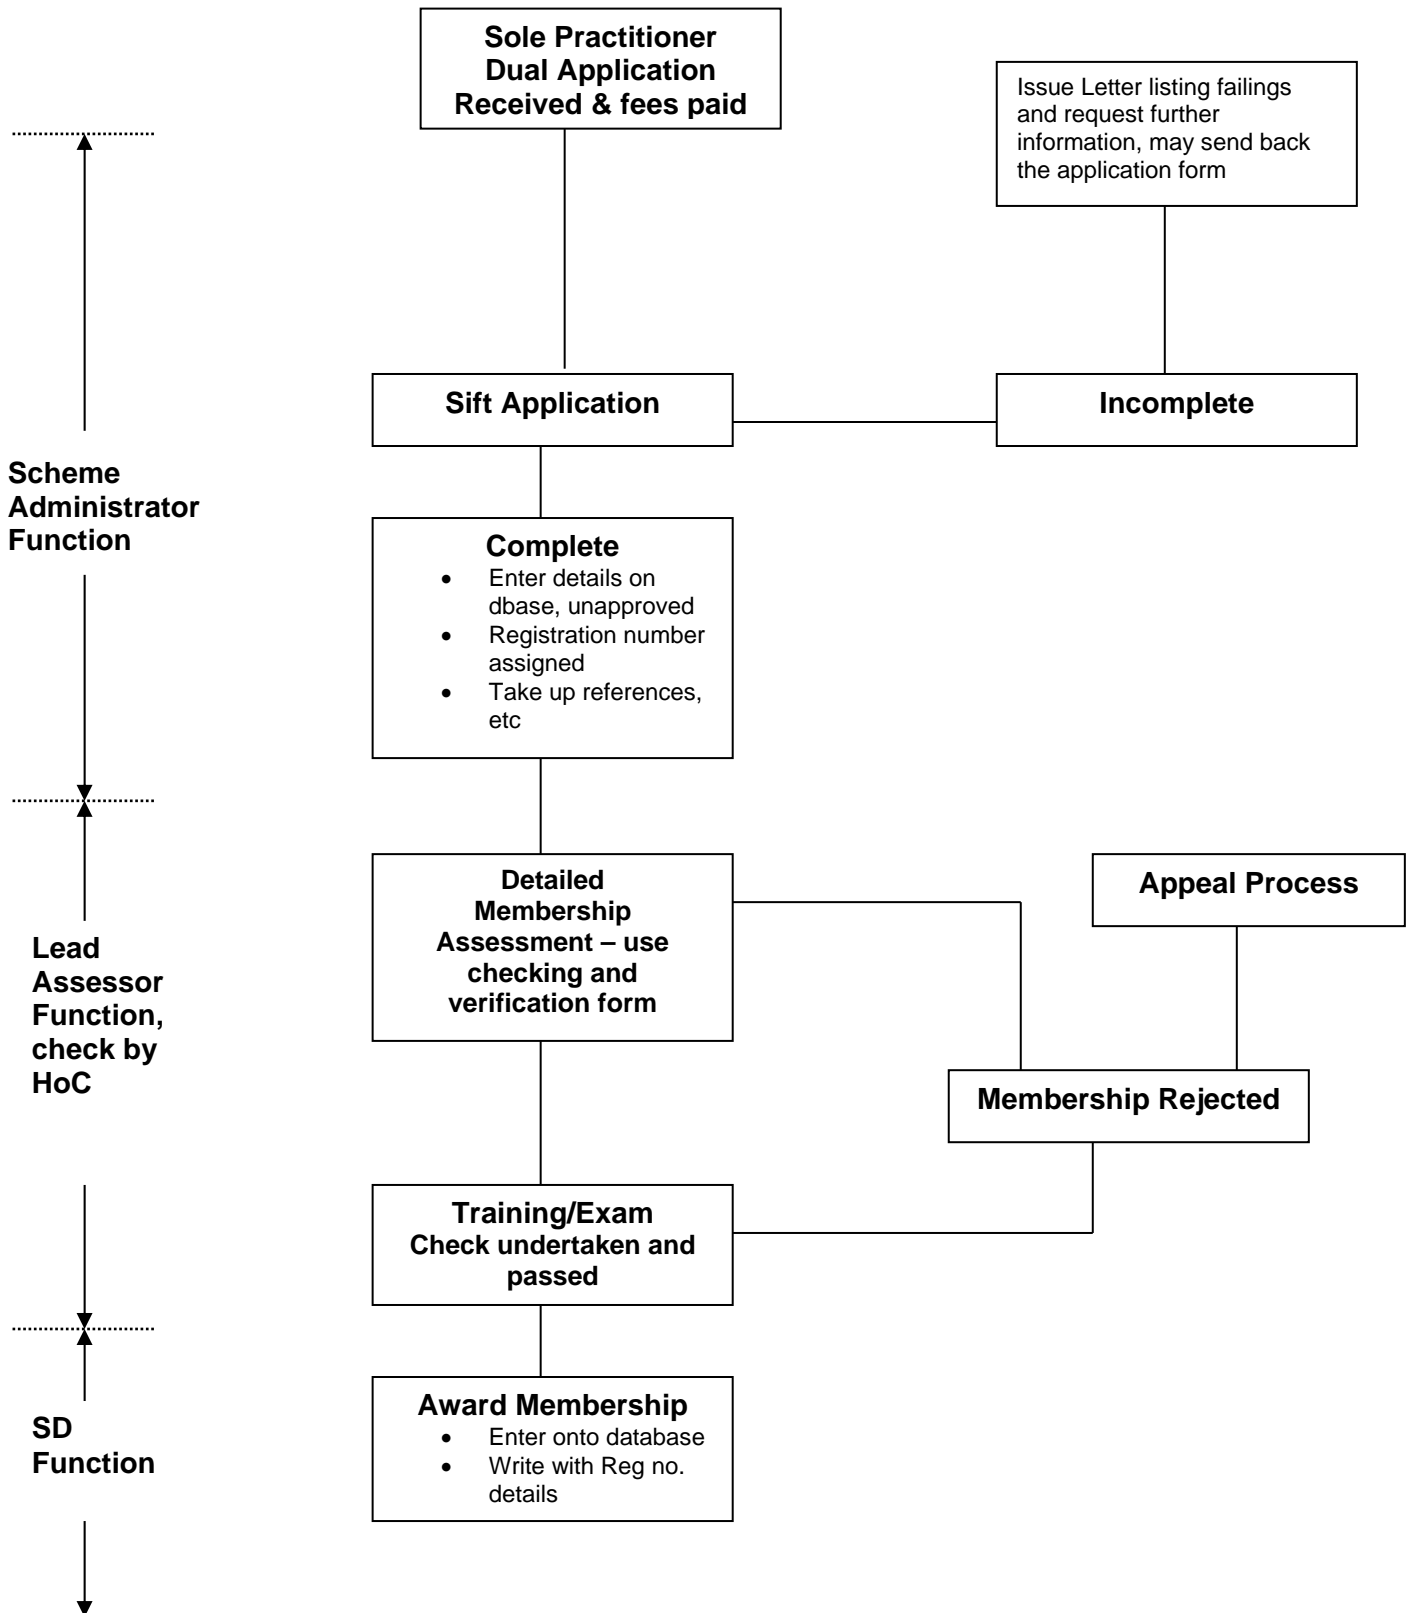 Sole Practitioner
Dual Application
Received & fees paid
Issue Letter listing failings
and request further
information, may send back
the application form
Sift Application
Incomplete
Scheme
Administrator
Function
Complete
• Enter details on
dbase, unapproved
• Registration number
assigned
• Take up references,
etc
Detailed
Membership
Assessment – use
checking and
verification form
Appeal Process
Lead
Assessor
Function,
check by
HoC
Membership Rejected
Training/Exam
Check undertaken and
passed
Award Membership
• Enter onto database
• Write with Reg no.
details
SD
Function